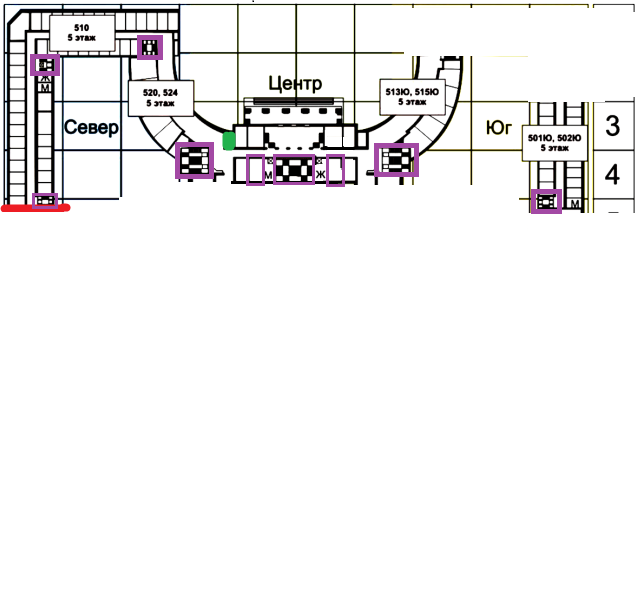 510
5 этаж
Центр
520, 524
5 этаж
513Ю, 515Ю
5 этаж
Ж
М
Север
Юг
501Ю, 502Ю
5 этаж
3
4
М
Ж
М